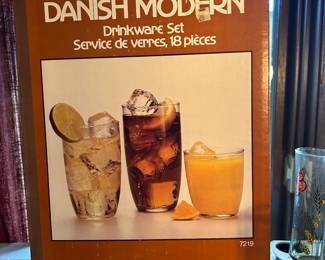 DANISH MODERN
Drinkware Set
Service de verres, 18 pièces
7219